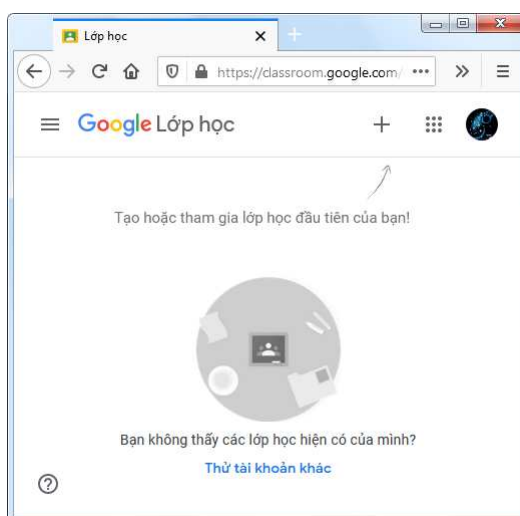 Lớp học
https://classroom.google.com/
Google Lớp học
Tạo hoặc tham gia lớp học đầu tiên của bạn!
Bạn không thấy các lớp học hiện có của mình?
Thử tài khoản khác